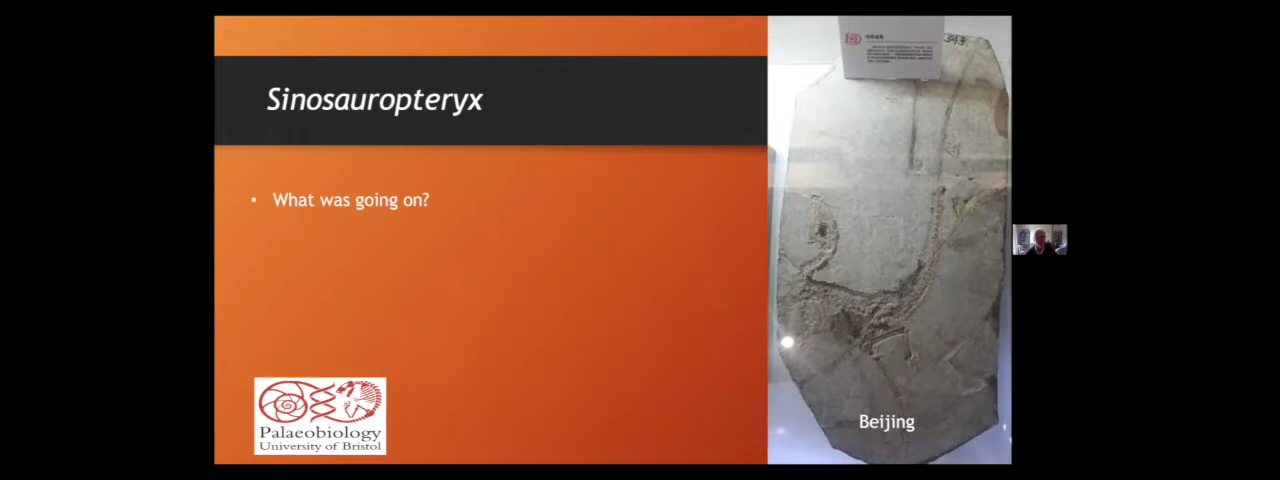 Sinosauropteryx
• What was going on?
Palaeobiology
University of Bristol
Beijing